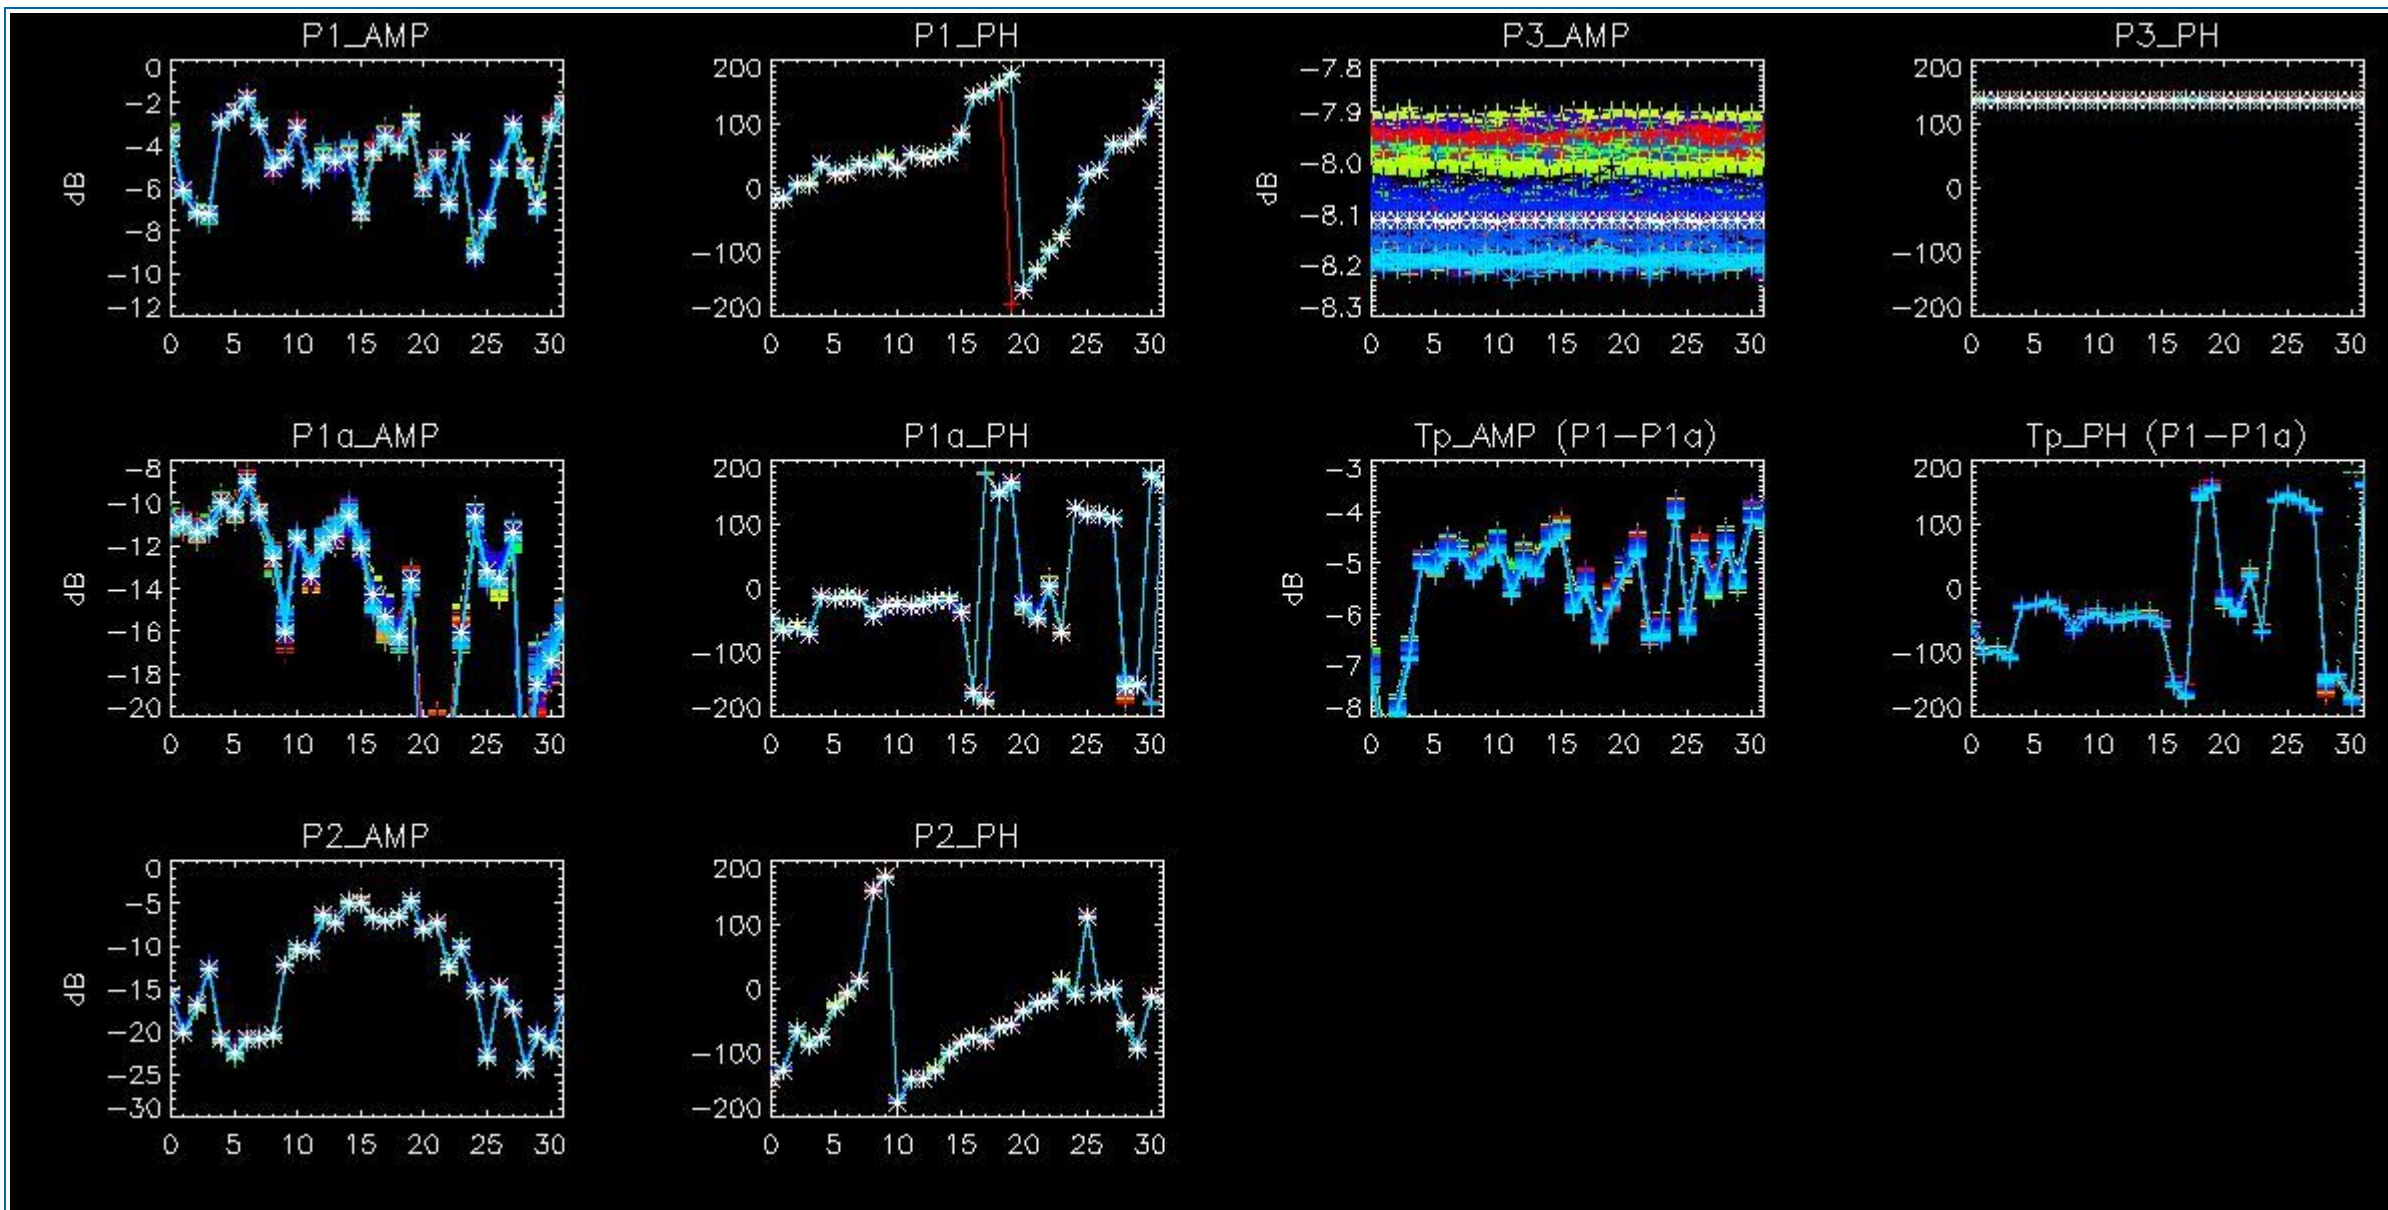 P1_AMP
0
−2
−4
−6
−8
−10
−12
dB
0 5 10 15 20 25 30
P1_PH
200
100
0
−100
−200
0 5 10 15 20 25 30
P3_AMP
−7.8
−7.9
−8.0
−8.1
−8.2
−8.3
dB
0 5 10 15 20 25 30
P3_PH
200
100
0
−100
−200
0 5 10 15 20 25 30
P1a_AMP
−8
−10
−12
−14
−16
−18
−20
dB
0 5 10 15 20 25 30
P1a_PH
200
100
0
−100
−200
0 5 10 15 20 25 30
Tp_AMP (P1−P1a)
−3
−4
−5
−6
−7
−8
dB
0 5 10 15 20 25 30
Tp_PH (P1−P1a)
200
100
0
−100
−200
0 5 10 15 20 25 30
P2_AMP
0
−5
−10
−15
−20
−25
−30
dB
0 5 10 15 20 25 30
P2_PH
200
100
0
−100
−200
0 5 10 15 20 25 30